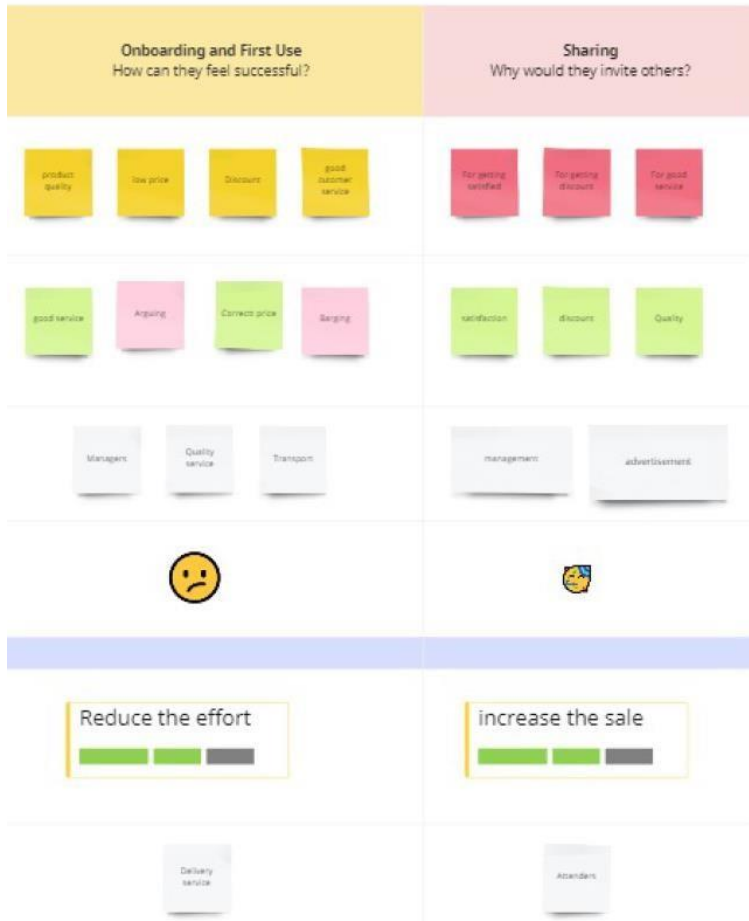 Onboarding and First Use
How can they feel successful?
Sharing
Why would they invite others?
product
quality
low price
Discount
good
cutomer
service
For getting
satisfied
For getting
discount
For good
service
good service
Arguing
Correct price
Barging
satisfaction
discount
Quality
Managers
Quality
service
Transport
management
advertisement
Reduce the effort
increase the sale
Delivery
service
Attenders